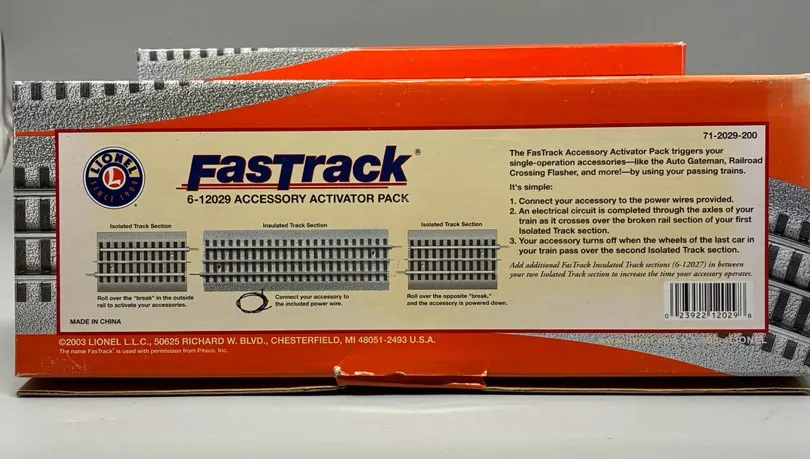 71-2029-200
LIONEL
SINCE 1900
L
FasTrack®
6-12029 ACCESSORY ACTIVATOR PACK
Isolated Track Section
Insulated Track Section
Isolated Track Section
Roll over the "break" in the outside
rail to activate your accessories.
Connect your accessory to
the included power wire.
Roll over the opposite "break,"
and the accessory is powered down.
MADE IN CHINA
The FasTrack Accessory Activator Pack triggers your
single-operation accessories—like the Auto Gateman, Railroad
Crossing Flasher, and more!—by using your passing trains.
It's simple:
1. Connect your accessory to the power wires provided.
2. An electrical circuit is completed through the axles of your
train as it crosses over the broken rail section of your first
Isolated Track section.
3. Your accessory turns off when the wheels of the last car in
your train pass over the second Isolated Track section.
Add additional FasTrack Insulated Track sections (6-12027) in between
your two Isolated Track section to increase the time your accessory operates.
0 23922 12029 8
©2003 LIONEL L.L.C., 50625 RICHARD W. BLVD., CHESTERFIELD, MI 48051-2493 U.S.A.
The name FasTrack® is used with permission from Pitsco, Inc.
LIONEL